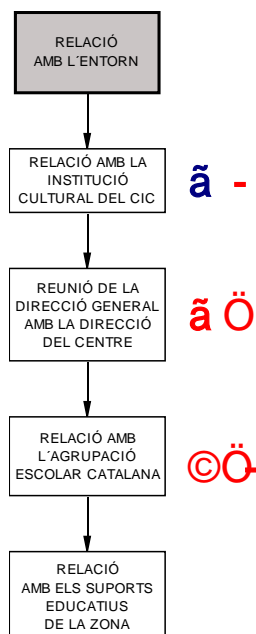 RELACIÓ
AMB L´ENTORN
RELACIÓ AMB LA
INSTITUCIÓ
CULTURAL DEL CIC
ã -
REUNIÓ DE LA
DIRECCIÓ GENERAL
AMB LA DIRECCIÓ
DEL CENTRE
ã Ö
RELACIÓ AMB
L´AGRUPACIÓ
ESCOLAR CATALANA
©Ö-
RELACIÓ
AMB ELS SUPORTS
EDUCATIUS
DE LA ZONA